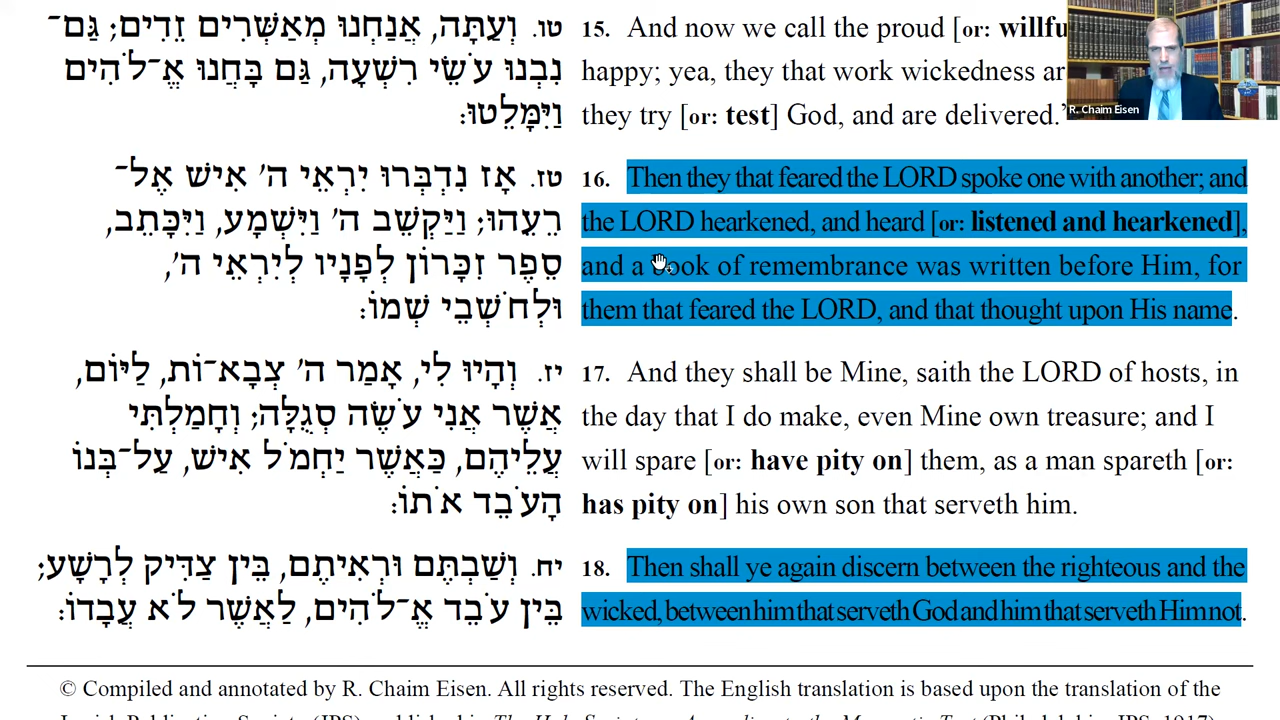 טו. וְעַתָּה, אֲנַחְנוּ מְאַשְּׁרִים זֵדִים; גַּם־
נִבְנוּ עֹשֵׂי רִשְׁעָה, גַּם בָּחֲנוּ אֱ־לֹהִים
וַיִּמָּלֵטוּ:
15. And now we call the proud [or: willfu
happy; yea, they that work wickedness ar
they try [or: test] God, and are delivered.’
R. Chaim Eisen
טז. אָז נִדְבְּרוּ יִרְאֵי ה’ אִישׁ אֶל־
רֵעֵהוּ; וַיַּקְשֵׁב ה’ וַיִּשְׁמָע, וַיִּכָּתֵב,
סֵפֶר זִכָּרוֹן לְפָנָיו לְיִרְאֵי ה’,
וּלְחֹשְׁבֵי שְׁמוֹ:
16. Then they that feared the LORD spoke one with another; and
the LORD hearkened, and heard [or: listened and hearkened],
and a book of remembrance was written before Him, for
them that feared the LORD, and that thought upon His name.
יז. וְהָיוּ לִי, אָמַר ה’ צְבָא־וֹת, לַיּוֹם,
אֲשֶׁר אֲנִי עֹשֶׂה סְגֻלָּה; וְחָמַלְתִּי
עֲלֵיהֶם, כַּאֲשֶׁר יַחְמֹל אִישׁ, עַל־בְּנוֹ
הָעֹבֵד אֹתוֹ:
17. And they shall be Mine, saith the LORD of hosts, in
the day that I do make, even Mine own treasure; and I
will spare [or: have pity on] them, as a man spareth [or:
has pity on] his own son that serveth him.
יח. וְשַׁבְתֶּם וּרְאִיתֶם, בֵּין צַדִּיק לְרָשָׁע;
בֵּין עֹבֵד אֱ־לֹהִים, לַאֲשֶׁר לֹא עֲבָדוֹ:
18. Then shall ye again discern between the righteous and the
wicked, between him that serveth God and him that serveth Him not.
© Compiled and annotated by R. Chaim Eisen. All rights reserved. The English translation is based upon the translation of the